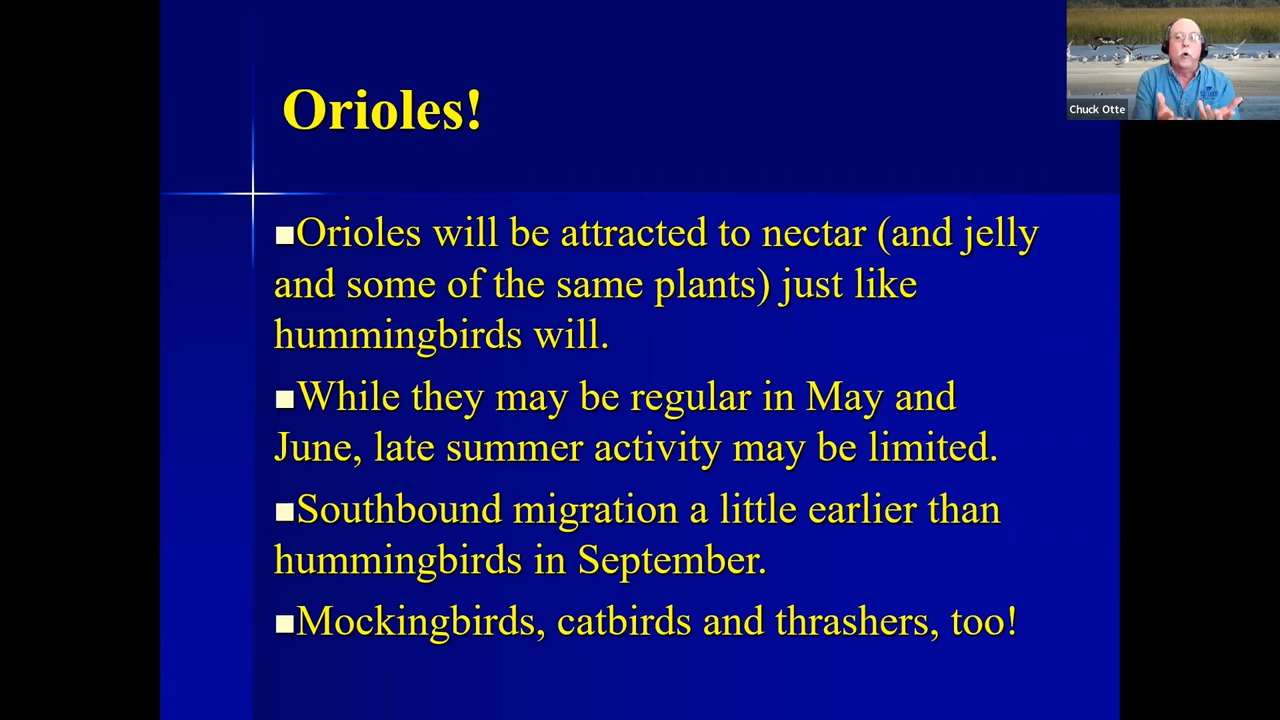 Orioles!
■Orioles will be attracted to nectar (and jelly
and some of the same plants) just like
hummingbirds will.
■While they may be regular in May and
June, late summer activity may be limited.
■Southbound migration a little earlier than
hummingbirds in September.
■Mockingbirds, catbirds and thrashers, too!
Chuck Otte